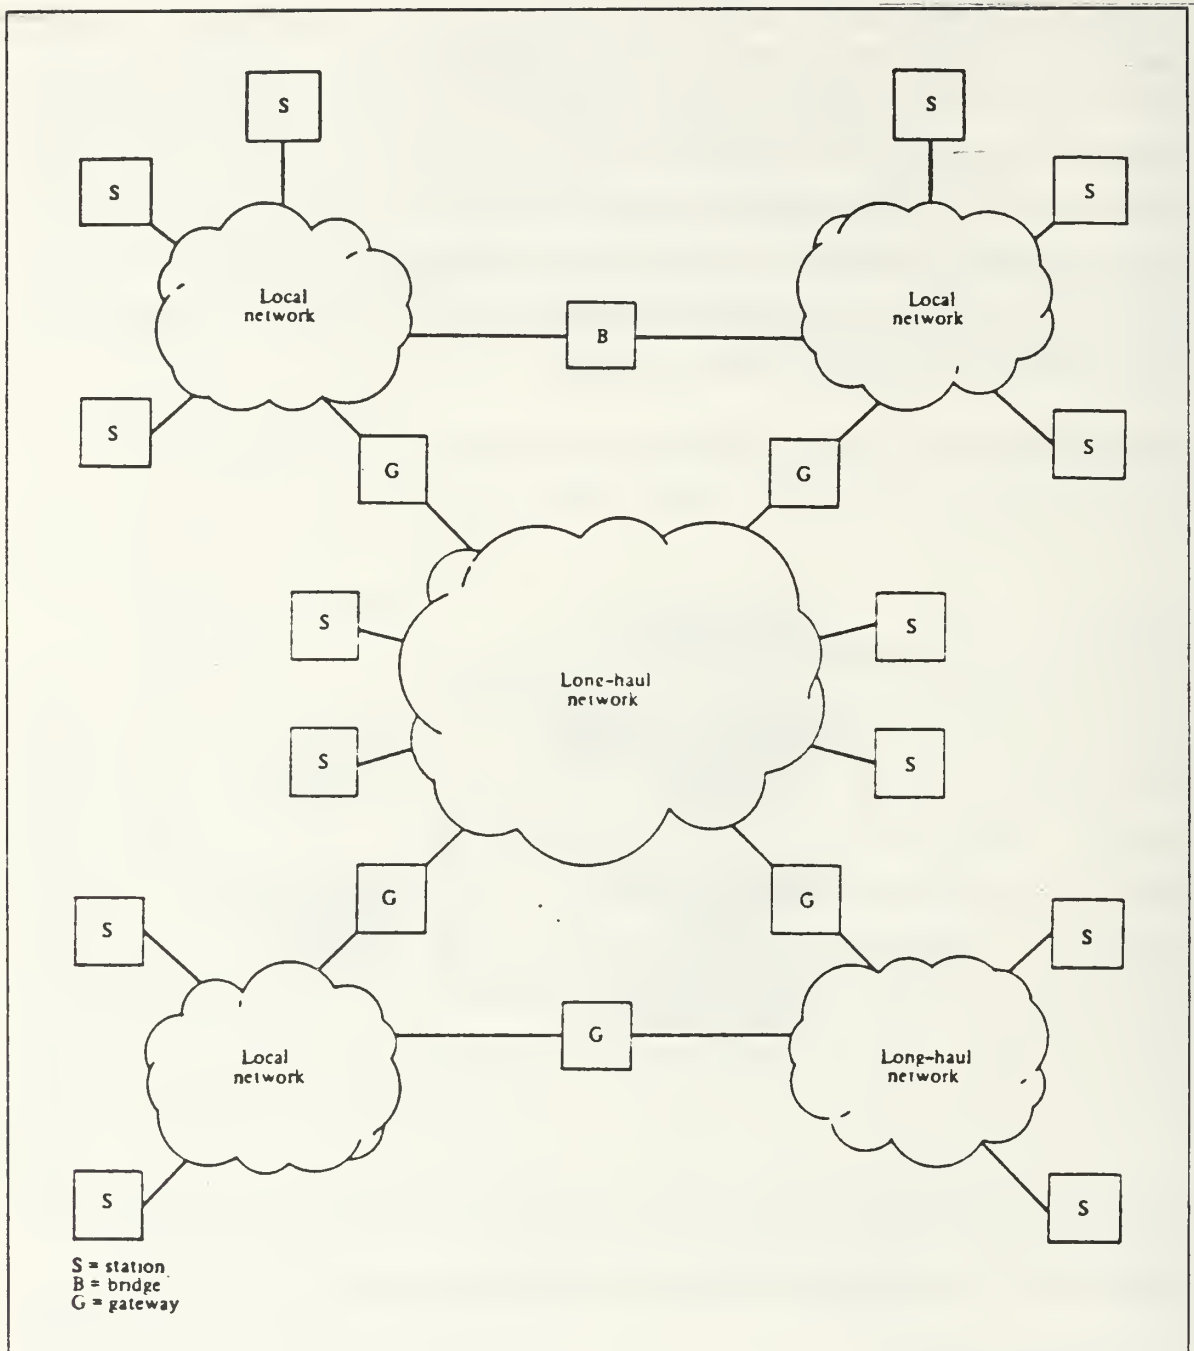 S
S
S
S
Local
network
Local
network
B
S
S
G
G
S
S
Long-haul
network
S
S
G
G
S
S
G
Local
network
Long-haul
network
S
S
S = station
B = bridge
G = gateway